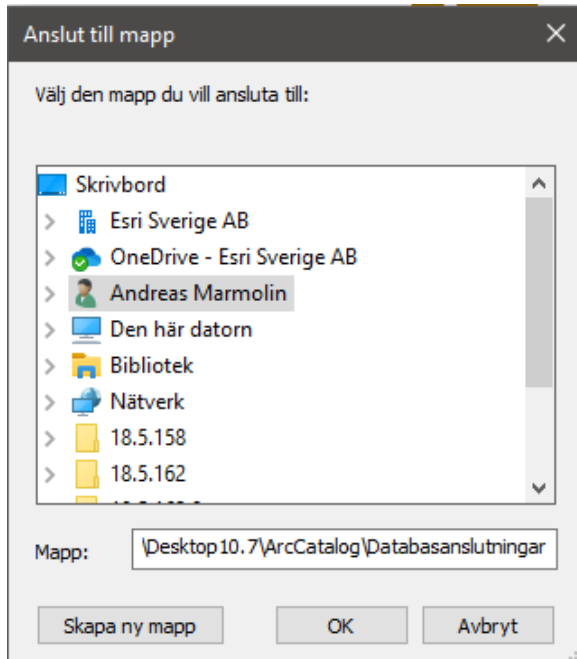 Anslut till mapp
Välj den mapp du vill ansluta till:
Skrivbord
Esri Sverige AB
OneDrive - Esri Sverige AB
Andreas Marmolin
Den här datorn
Bibliotek
Nätverk
18.5.158
18.5.162
Mapp: \Desktop10.7\ArcCatalog\Databasanslutningar
Skapa ny mapp OK Avbryt